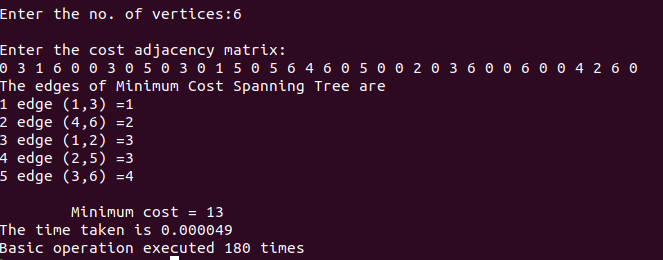 Enter the no. of vertices:6
Enter the cost adjacency matrix:
0 3 1 6 0 0 3 0 5 0 3 0 1 5 0 5 6 4 6 0 5 0 0 2 0 3 6 0 0 6 0 0 4 2 6 0
The edges of Minimum Cost Spanning Tree are
1 edge (1,3) =1
2 edge (4,6) =2
3 edge (1,2) =3
4 edge (2,5) =3
5 edge (3,6) =4
Minimum cost = 13
The time taken is 0.000049
Basic operation executed 180 times